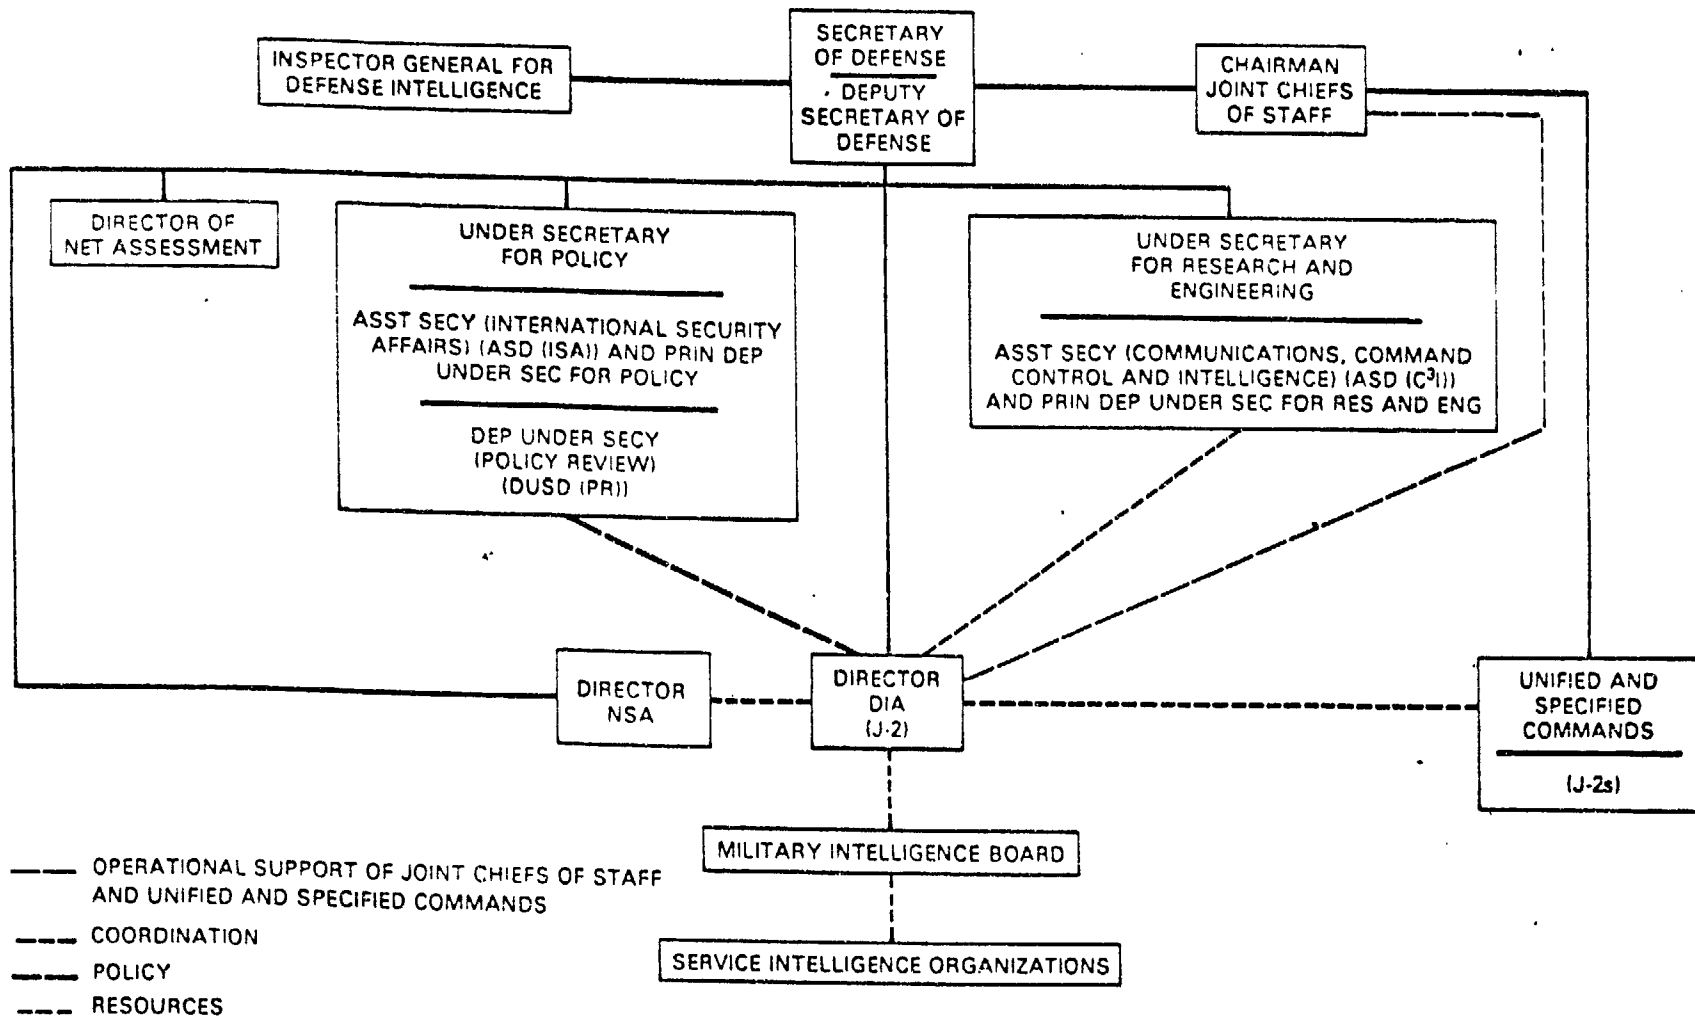 SECRETARY
OF DEFENSE
DEPUTY
SECRETARY OF
DEFENSE
INSPECTOR GENERAL FOR
DEFENSE INTELLIGENCE
CHAIRMAN
JOINT CHIEFS
OF STAFF
DIRECTOR OF
NET ASSESSMENT
UNDER SECRETARY
FOR POLICY
ASST SECY (INTERNATIONAL SECURITY
AFFAIRS) (ASD (ISA)) AND PRIN DEP
UNDER SEC FOR POLICY
DEP UNDER SECY
(POLICY REVIEW)
(DUSD (PR))
UNDER SECRETARY
FOR RESEARCH AND
ENGINEERING
ASST SECY (COMMUNICATIONS, COMMAND
CONTROL AND INTELLIGENCE) (ASD (C³I))
AND PRIN DEP UNDER SEC FOR RES AND ENG
DIRECTOR
NSA
DIRECTOR
DIA
(J-2)
UNIFIED AND
SPECIFIED
COMMANDS
(J-2s)
MILITARY INTELLIGENCE BOARD
SERVICE INTELLIGENCE ORGANIZATIONS
OPERATIONAL SUPPORT OF JOINT CHIEFS OF STAFF
AND UNIFIED AND SPECIFIED COMMANDS
COORDINATION
POLICY
RESOURCES